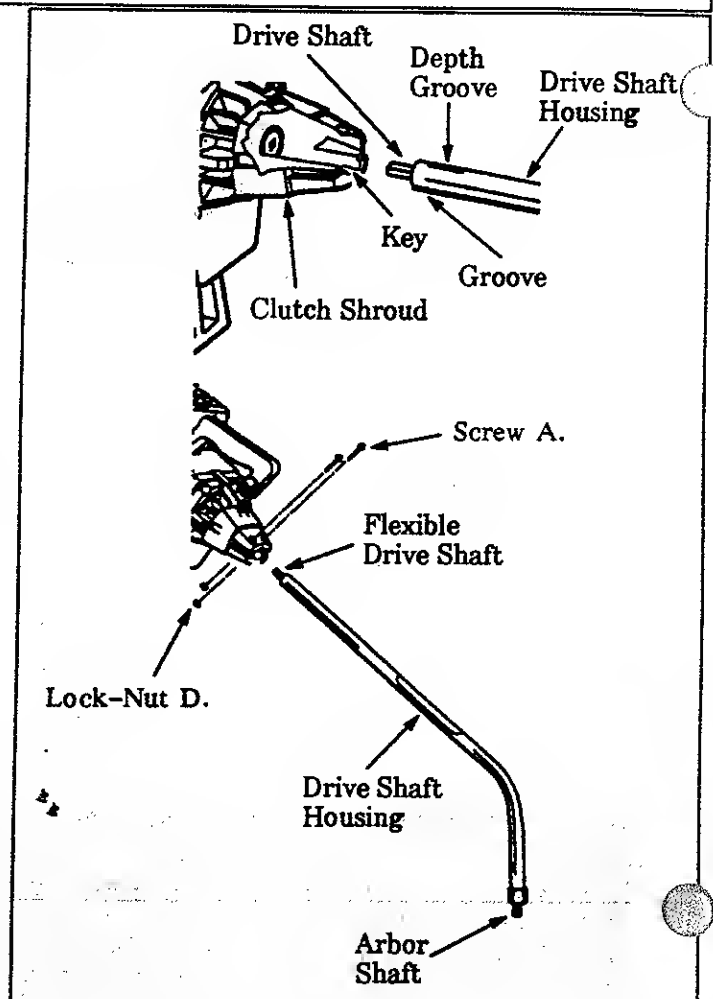 Drive Shaft
Depth
Groove
Drive Shaft
Housing
Key
Groove
Clutch Shroud
Screw A.
Flexible
Drive Shaft
Lock-Nut D.
Drive Shaft
Housing
Arbor
Shaft